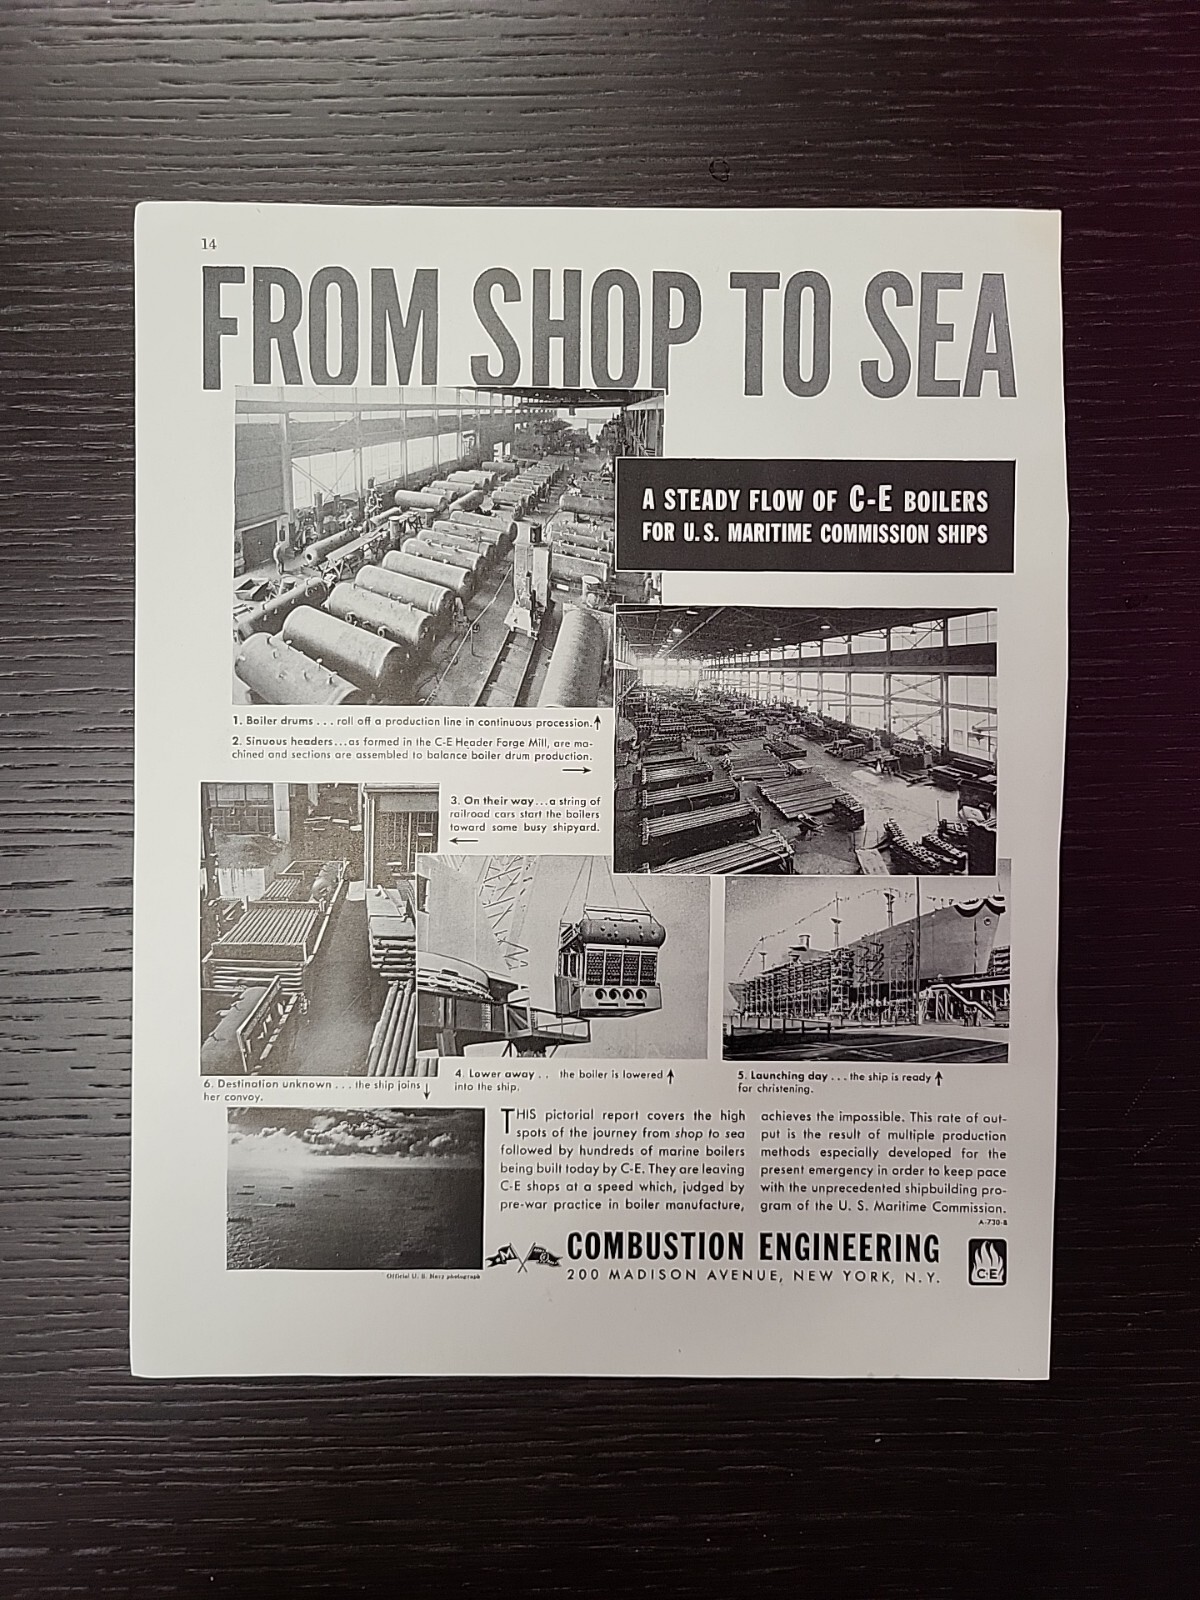 14
FROM SHOP TO SEA
A STEADY FLOW OF C-E BOILERS
FOR U.S. MARITIME COMMISSION SHIPS
1. Boiler drums . . . roll off a production line in continuous procession.↑
2. Sinuous headers...as formed in the C-E Header Forge Mill, are ma-
chined and sections are assembled to balance boiler drum production.
→
3. On their way...a string of
railroad cars start the boilers
toward some busy shipyard.
←
4. Lower away . . the boiler is lowered ↑
into the ship.
5. Launching day . . . the ship is ready ↑
for christening.
6. Destination unknown . . . the ship joins ↓
her convoy.
Official U. S. Navy photograph
THIS pictorial report covers the high
spots of the journey from shop to sea
followed by hundreds of marine boilers
being built today by C-E. They are leaving
C-E shops at a speed which, judged by
pre-war practice in boiler manufacture,
achieves the impossible. This rate of out-
put is the result of multiple production
methods especially developed for the
present emergency in order to keep pace
with the unprecedented shipbuilding pro-
gram of the U. S. Maritime Commission.
A-730-B
M
COMBUSTION ENGINEERING
200 MADISON AVENUE, NEW YORK, N.Y.
C·E